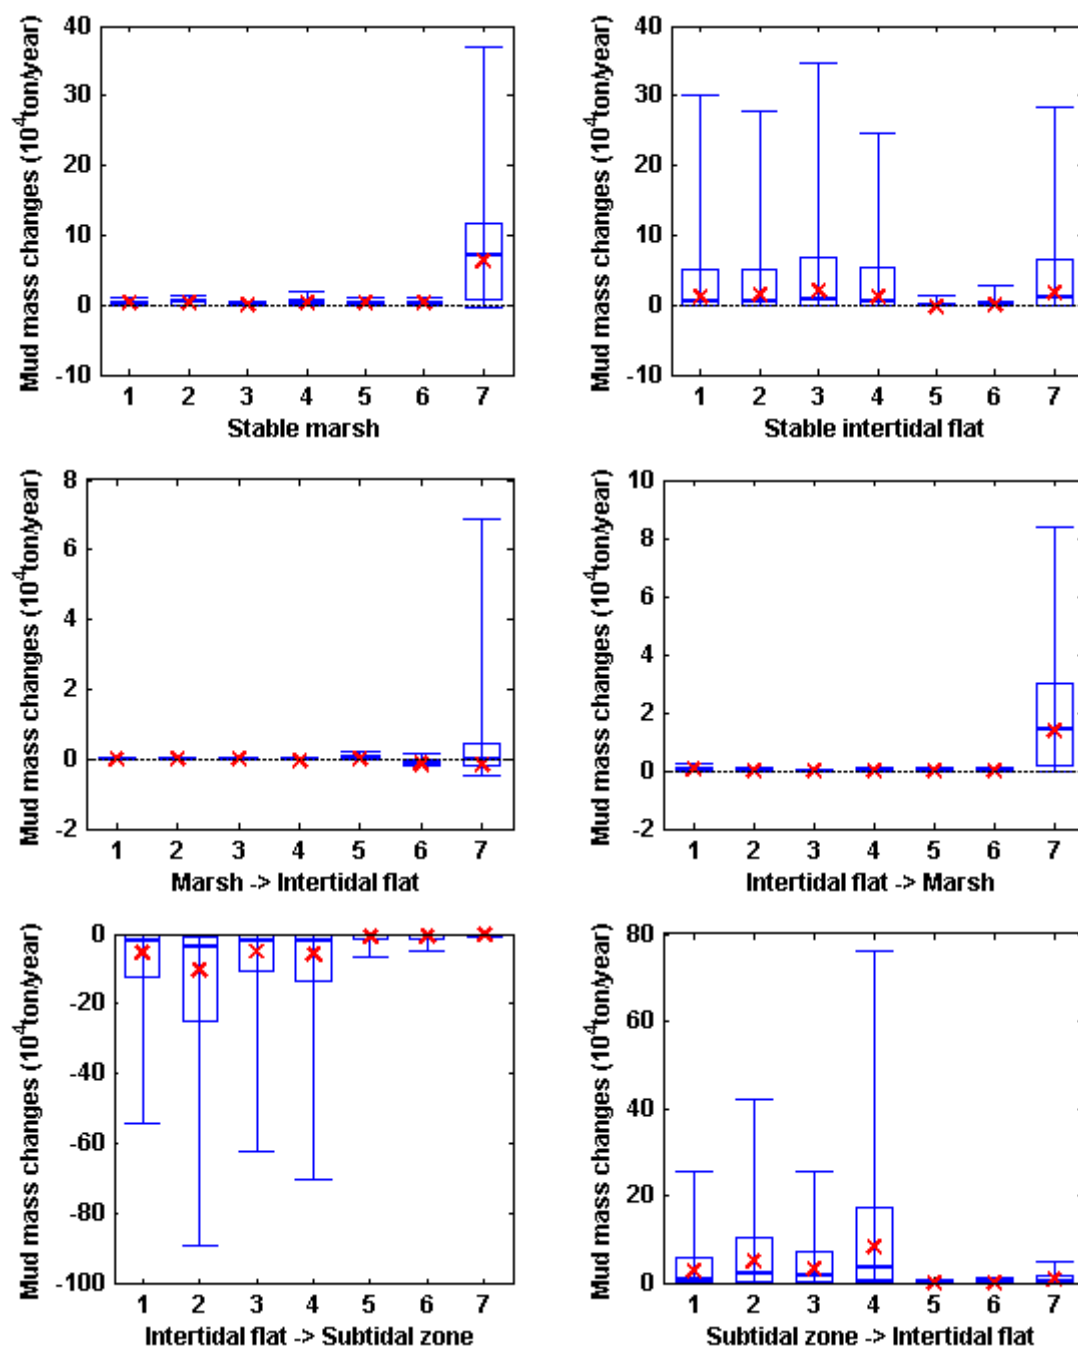 Mud mass changes (10⁴ton/year)
40
30
20
10
0
-10
1 2 3 4 5 6 7
Stable marsh
Mud mass changes (10⁴ton/year)
40
30
20
10
0
-10
1 2 3 4 5 6 7
Stable intertidal flat
Mud mass changes (10⁴ton/year)
8
6
4
2
0
-2
1 2 3 4 5 6 7
Marsh -> Intertidal flat
Mud mass changes (10⁴ton/year)
10
8
6
4
2
0
-2
1 2 3 4 5 6 7
Intertidal flat -> Marsh
Mud mass changes (10⁴ton/year)
0
-20
-40
-60
-80
-100
1 2 3 4 5 6 7
Intertidal flat -> Subtidal zone
Mud mass changes (10⁴ton/year)
80
60
40
20
0
1 2 3 4 5 6 7
Subtidal zone -> Intertidal flat